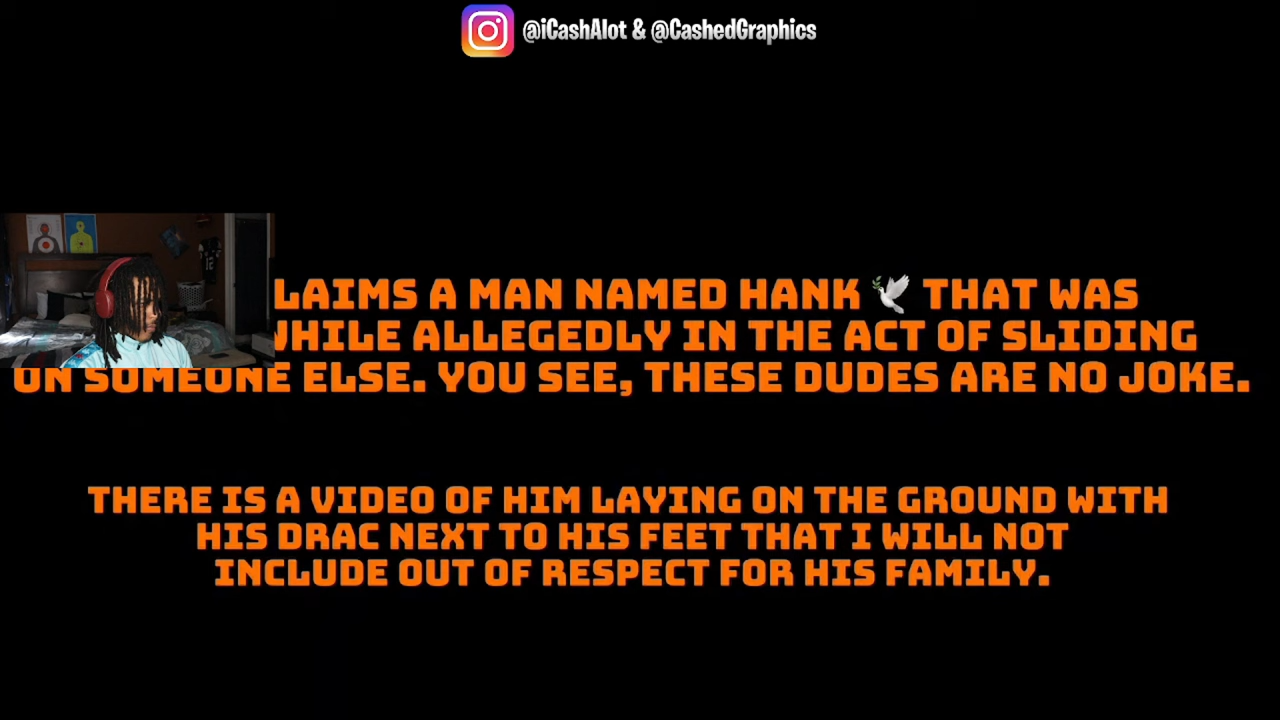 @iCashAlot & @CashedGraphics
LAIMS A MAN NAMED HANK 🕊 THAT WAS
WHILE ALLEGEDLY IN THE ACT OF SLIDING
ON SOMEONE ELSE. YOU SEE, THESE DUDES ARE NO JOKE.
THERE IS A VIDEO OF HIM LAYING ON THE GROUND WITH
HIS DRAC NEXT TO HIS FEET THAT I WILL NOT
INCLUDE OUT OF RESPECT FOR HIS FAMILY.